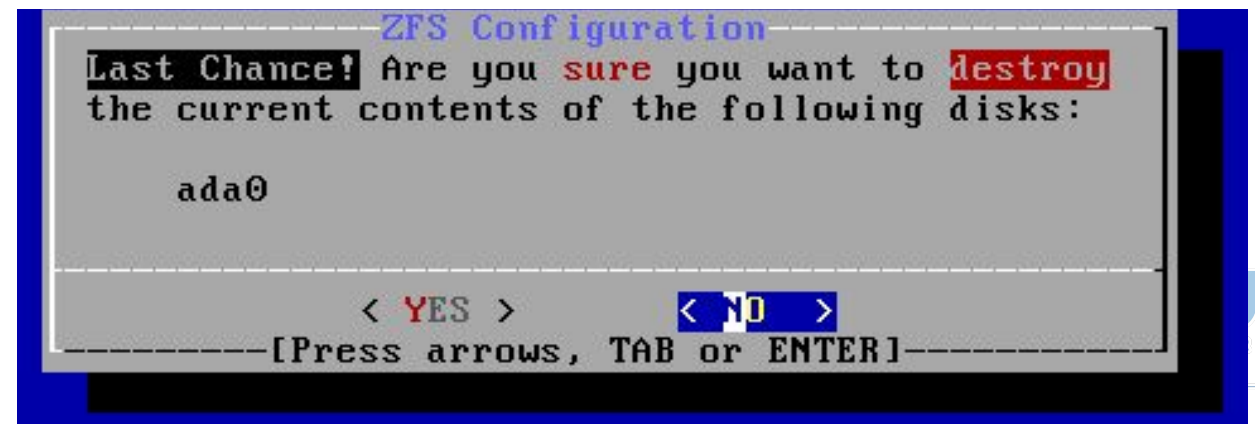 ZFS Configuration
Last Chance! Are you sure you want to destroy
the current contents of the following disks:
ada0
< YES > < NO >
[Press arrows, TAB or ENTER]